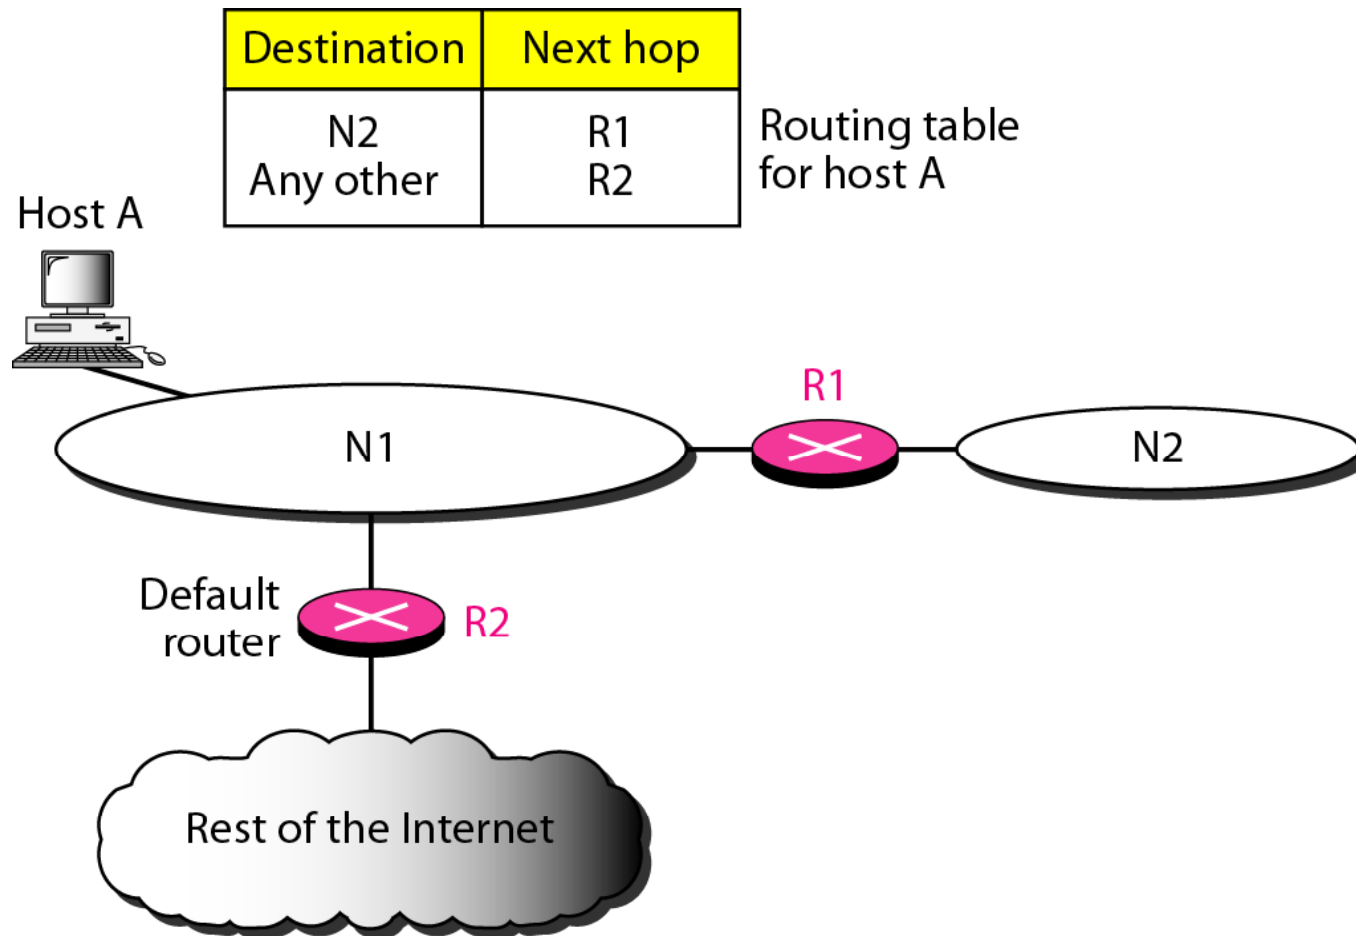 Destination Next hop
N2 R1
Any other R2
Routing table
for host A
Host A
R1
N1
N2
Default
router
R2
Rest of the Internet